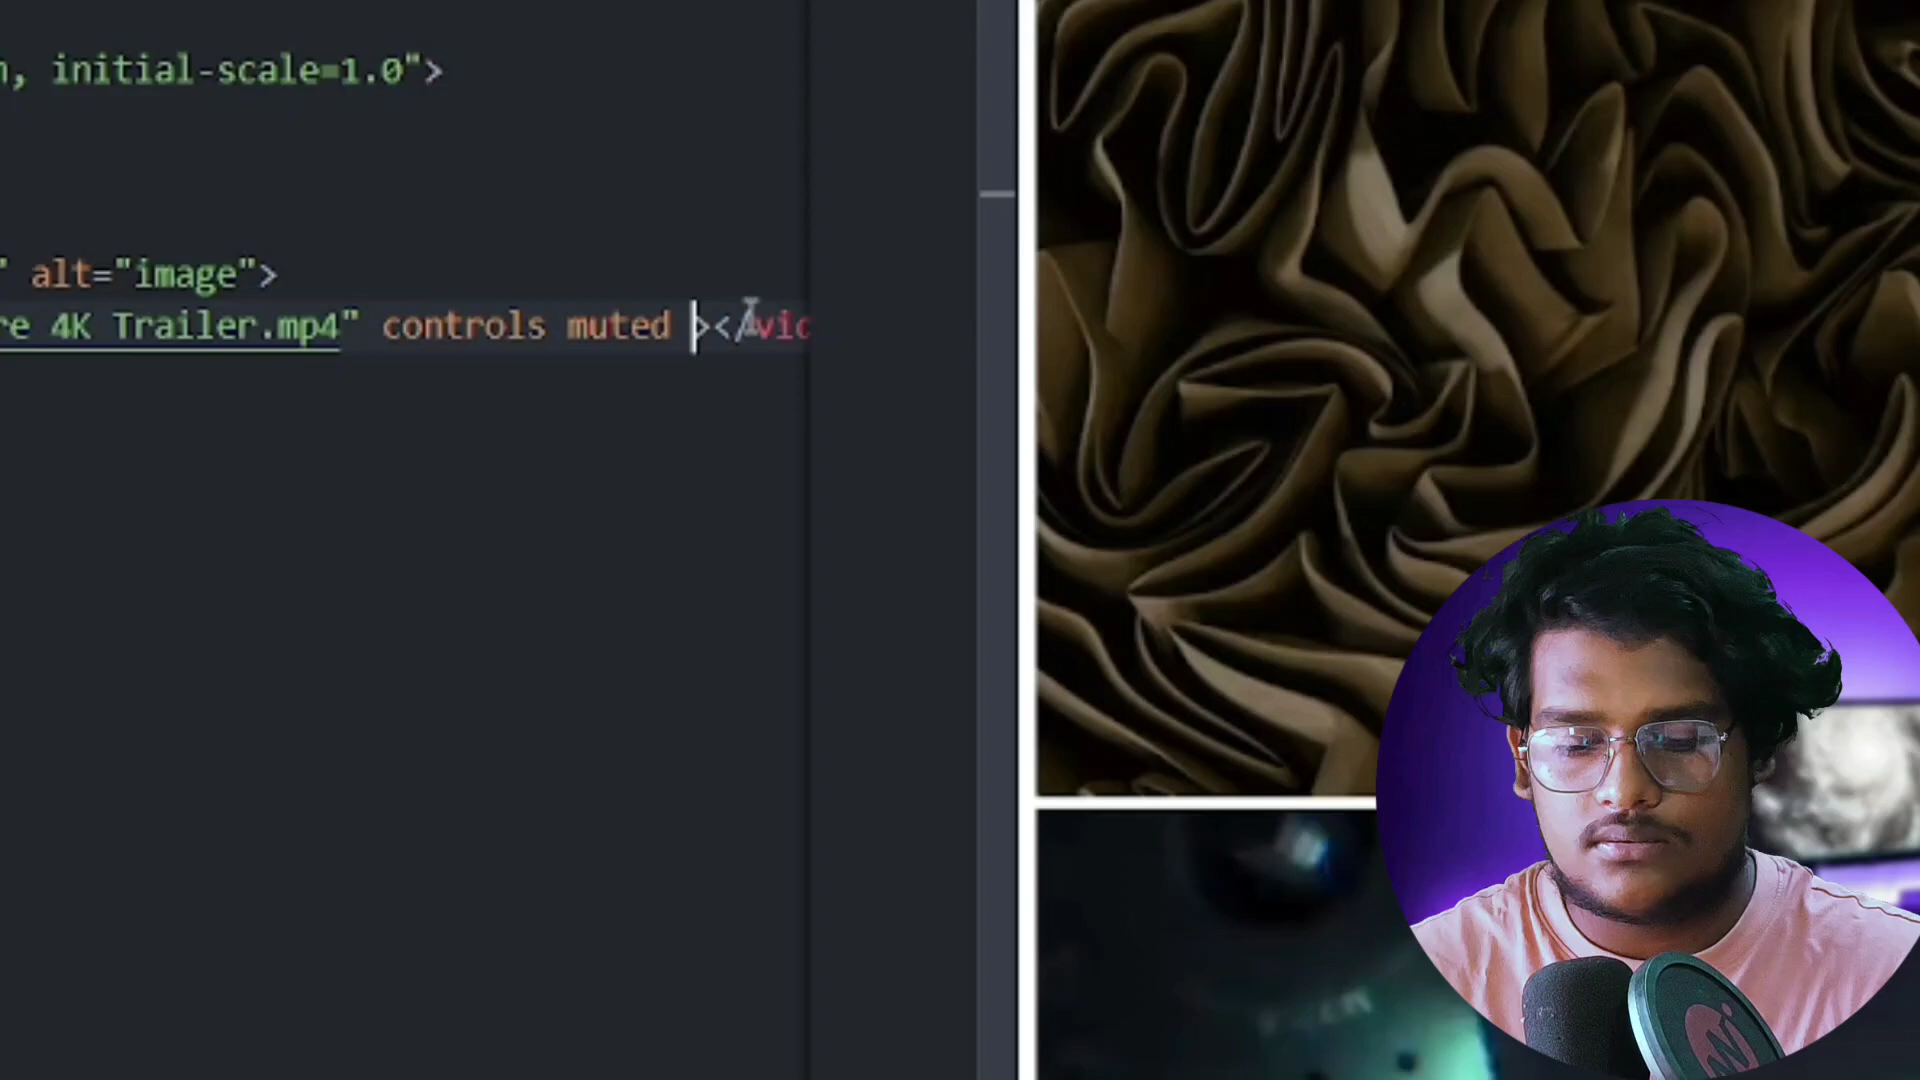 , initial-scale=1.0">
" alt="image">
re 4K Trailer.mp4" controls muted ></vid